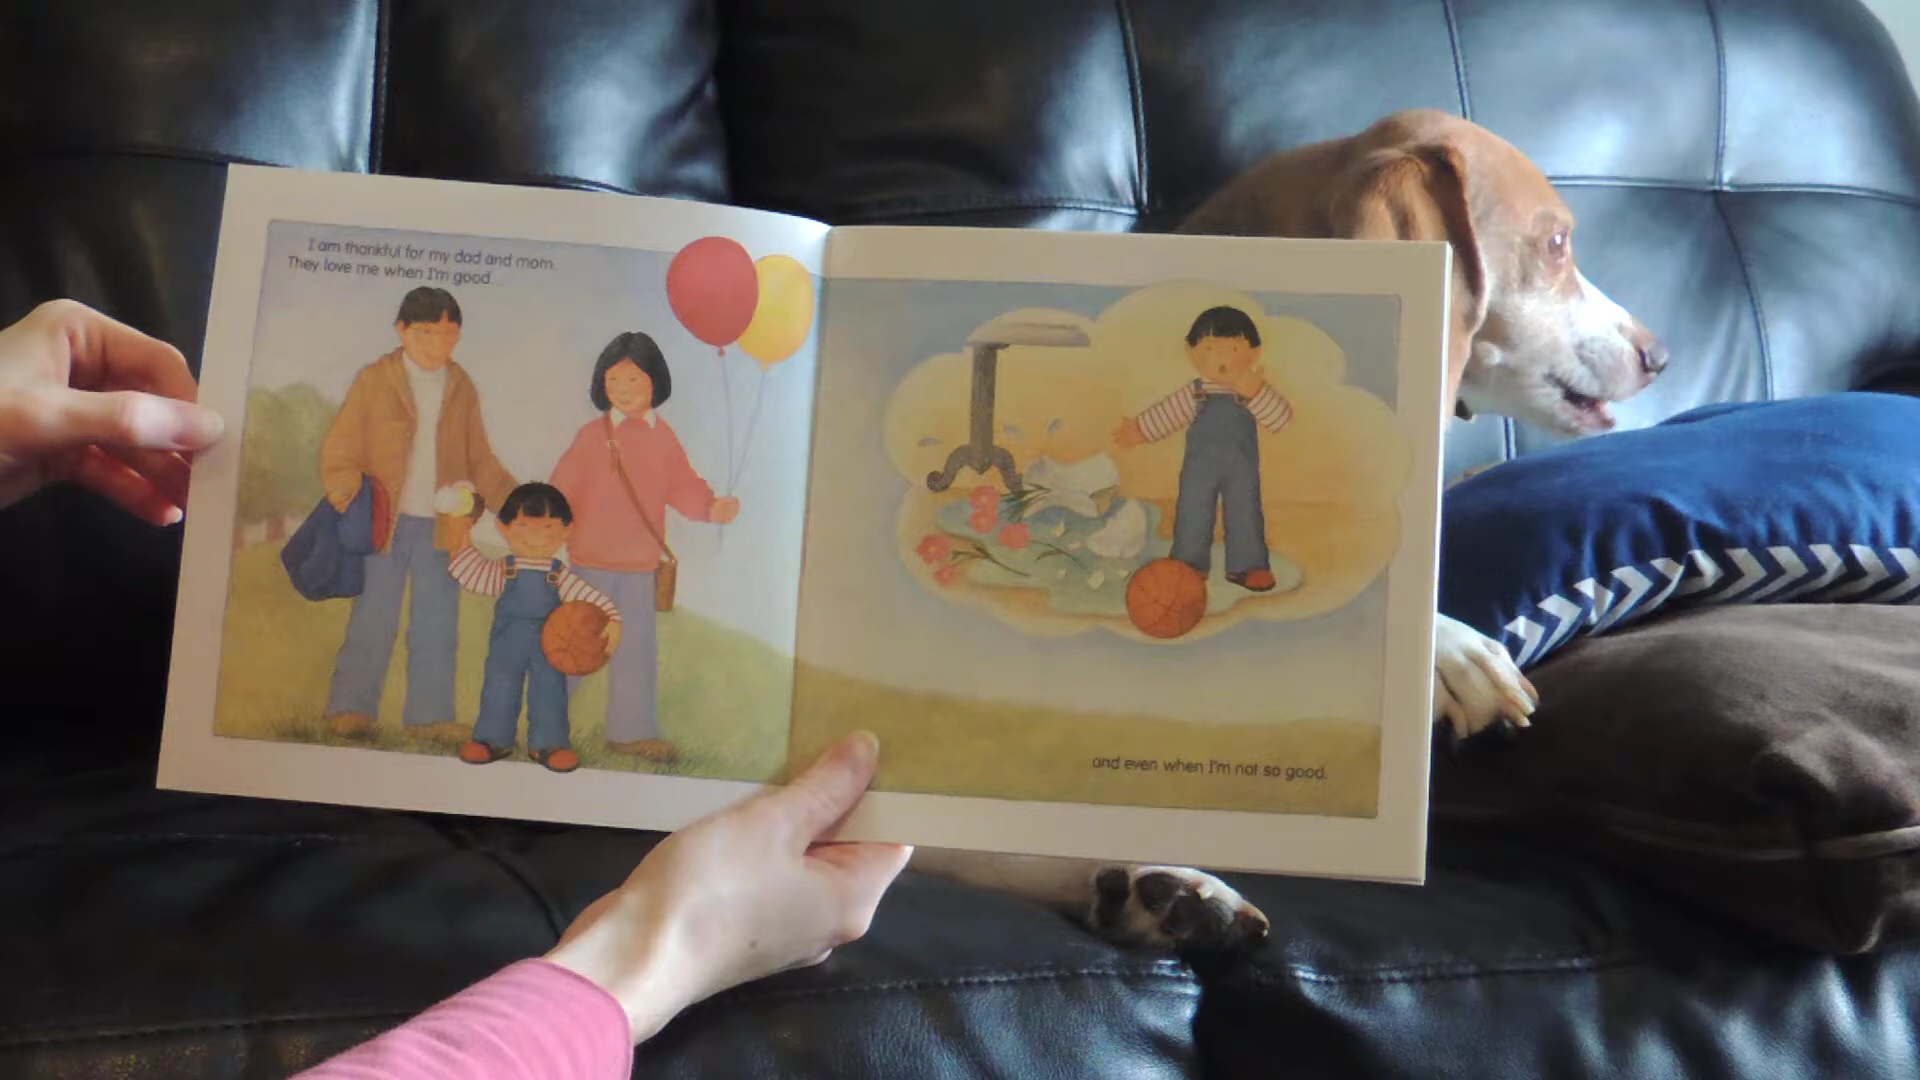 I am thankful for my dad and mom.
They love me when I'm good...
and even when I'm not so good.